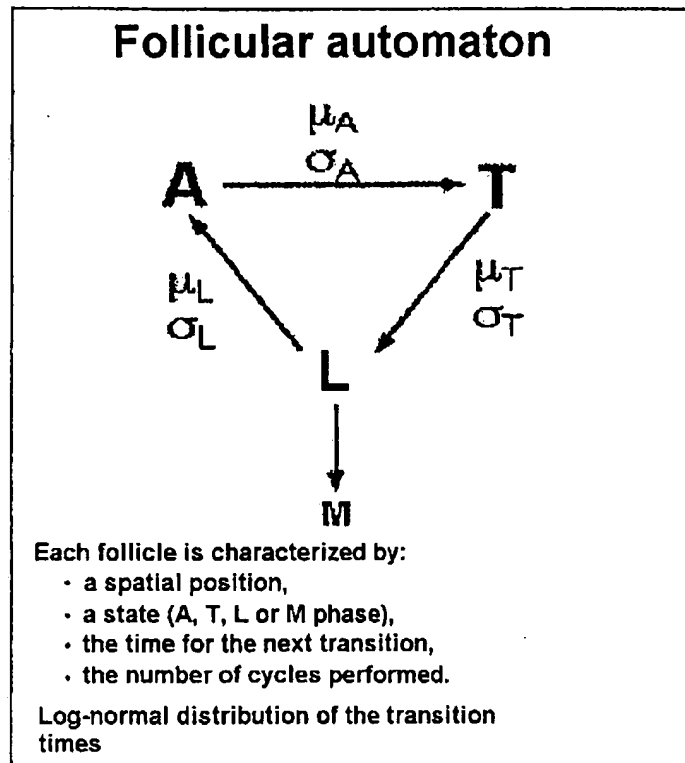 Follicular automaton
μA
σA
A
T
μL
σL
μT
σT
L
M
Each follicle is characterized by:
· a spatial position,
· a state (A, T, L or M phase),
· the time for the next transition,
· the number of cycles performed.
Log-normal distribution of the transition
times